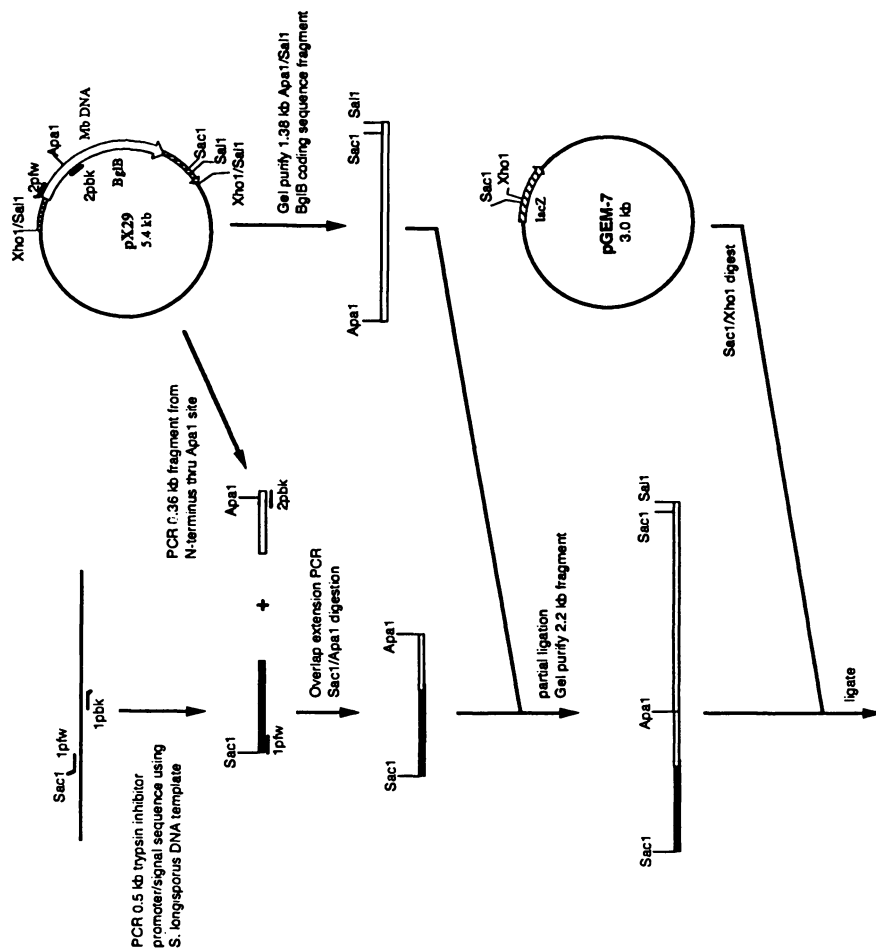 Sac1 1pfw
1pbk
PCR 0.5 kb trypsin inhibitor
promoter/signal sequence using
S. longisporus DNA template
Xho1/Sal1
2pfw
Apa1
Mb DNA
2pbk
BglB
pX29
5.4 kb
Sac1
Sal1
Xho1/Sal1
PCR 0.36 kb fragment from
N-terminus thru Apa1 site
Gel purify 1.38 kb Apa1/Sal1
BglB coding sequence fragment
Sac1
1pfw
+
Apa1
2pbk
Apa1
Sac1
Sal1
Overlap extension PCR
Sac1/Apa1 digestion
Sac1
Apa1
Sac1
Xho1
lacZ
pGEM-7
3.0 kb
partial ligation
Gel purify 2.2 kb fragment
Sac1/Xho1 digest
Sac1
Apa1
Sac1
Sal1
ligate